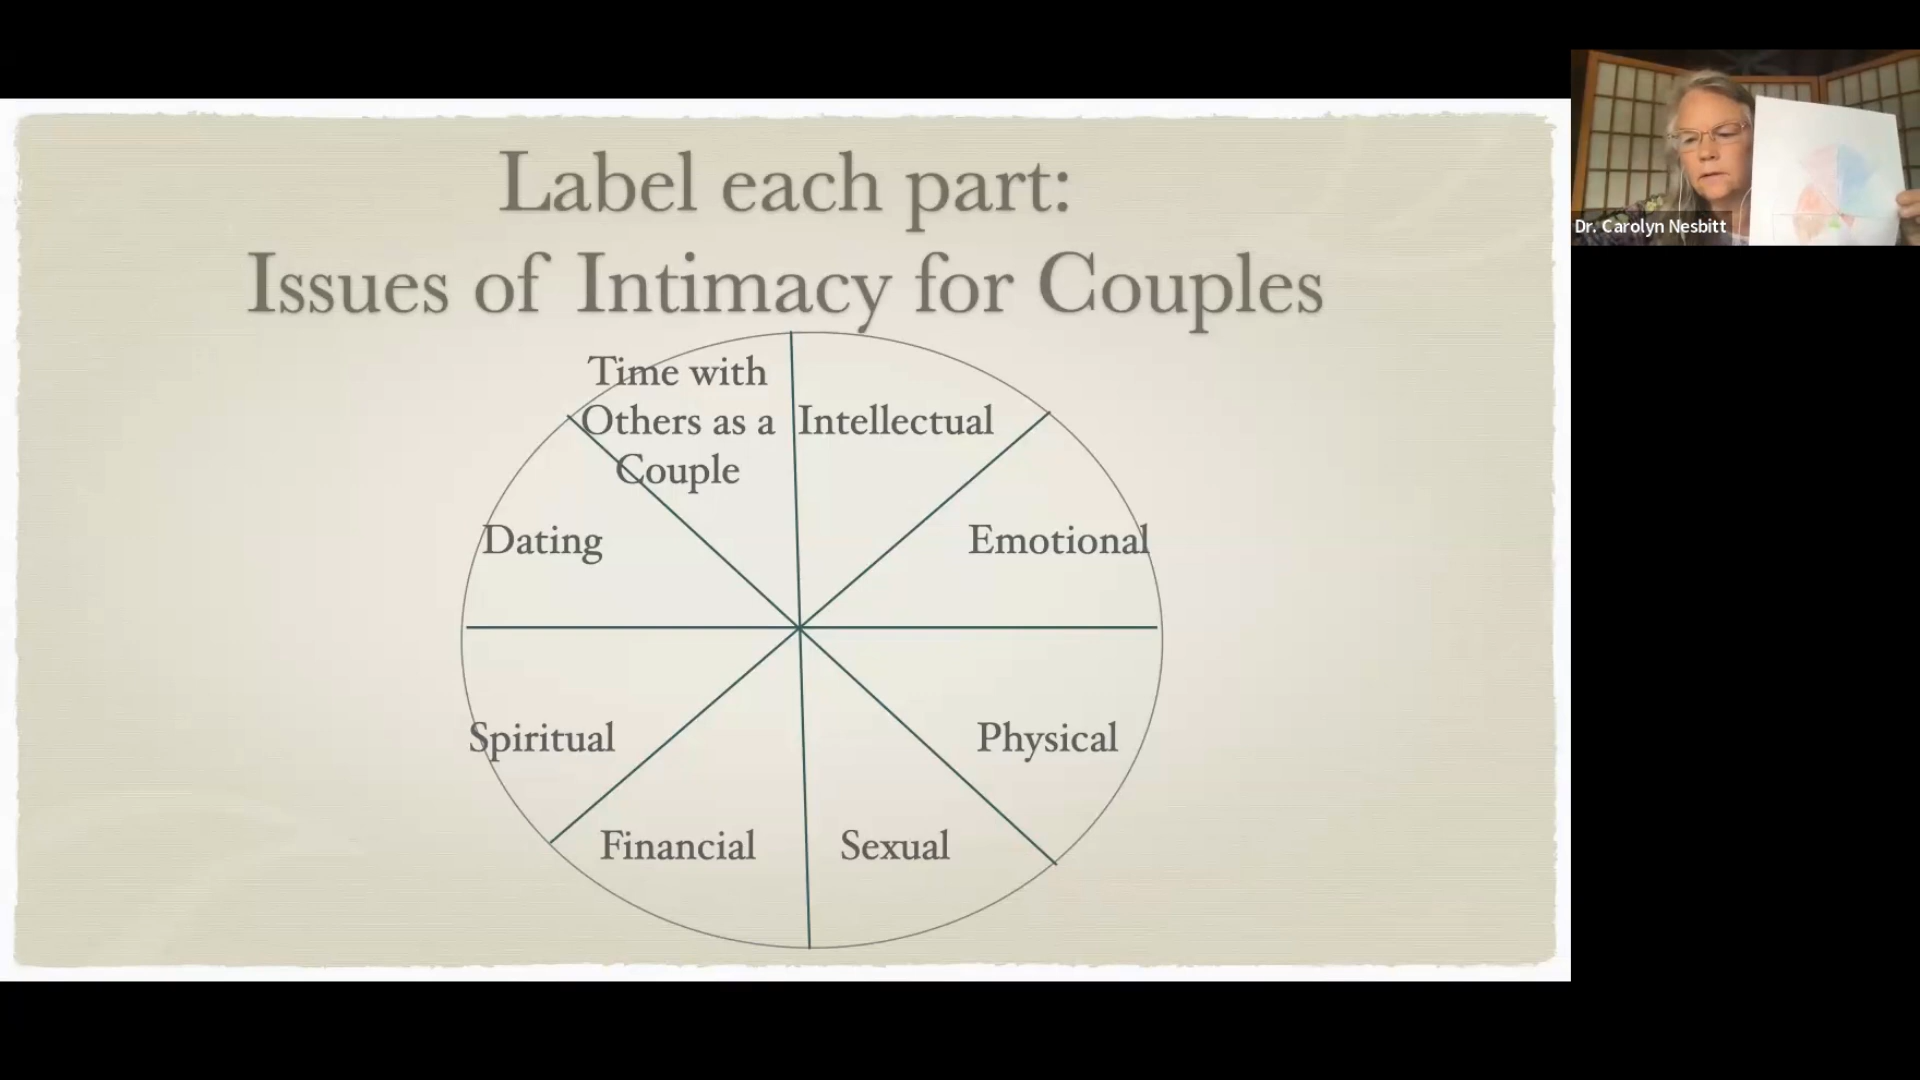 Label each part:
Issues of Intimacy for Couples
Time with
Others as a
Couple
Intellectual
Dating
Emotional
Spiritual
Physical
Financial
Sexual
Dr. Carolyn Nesbitt